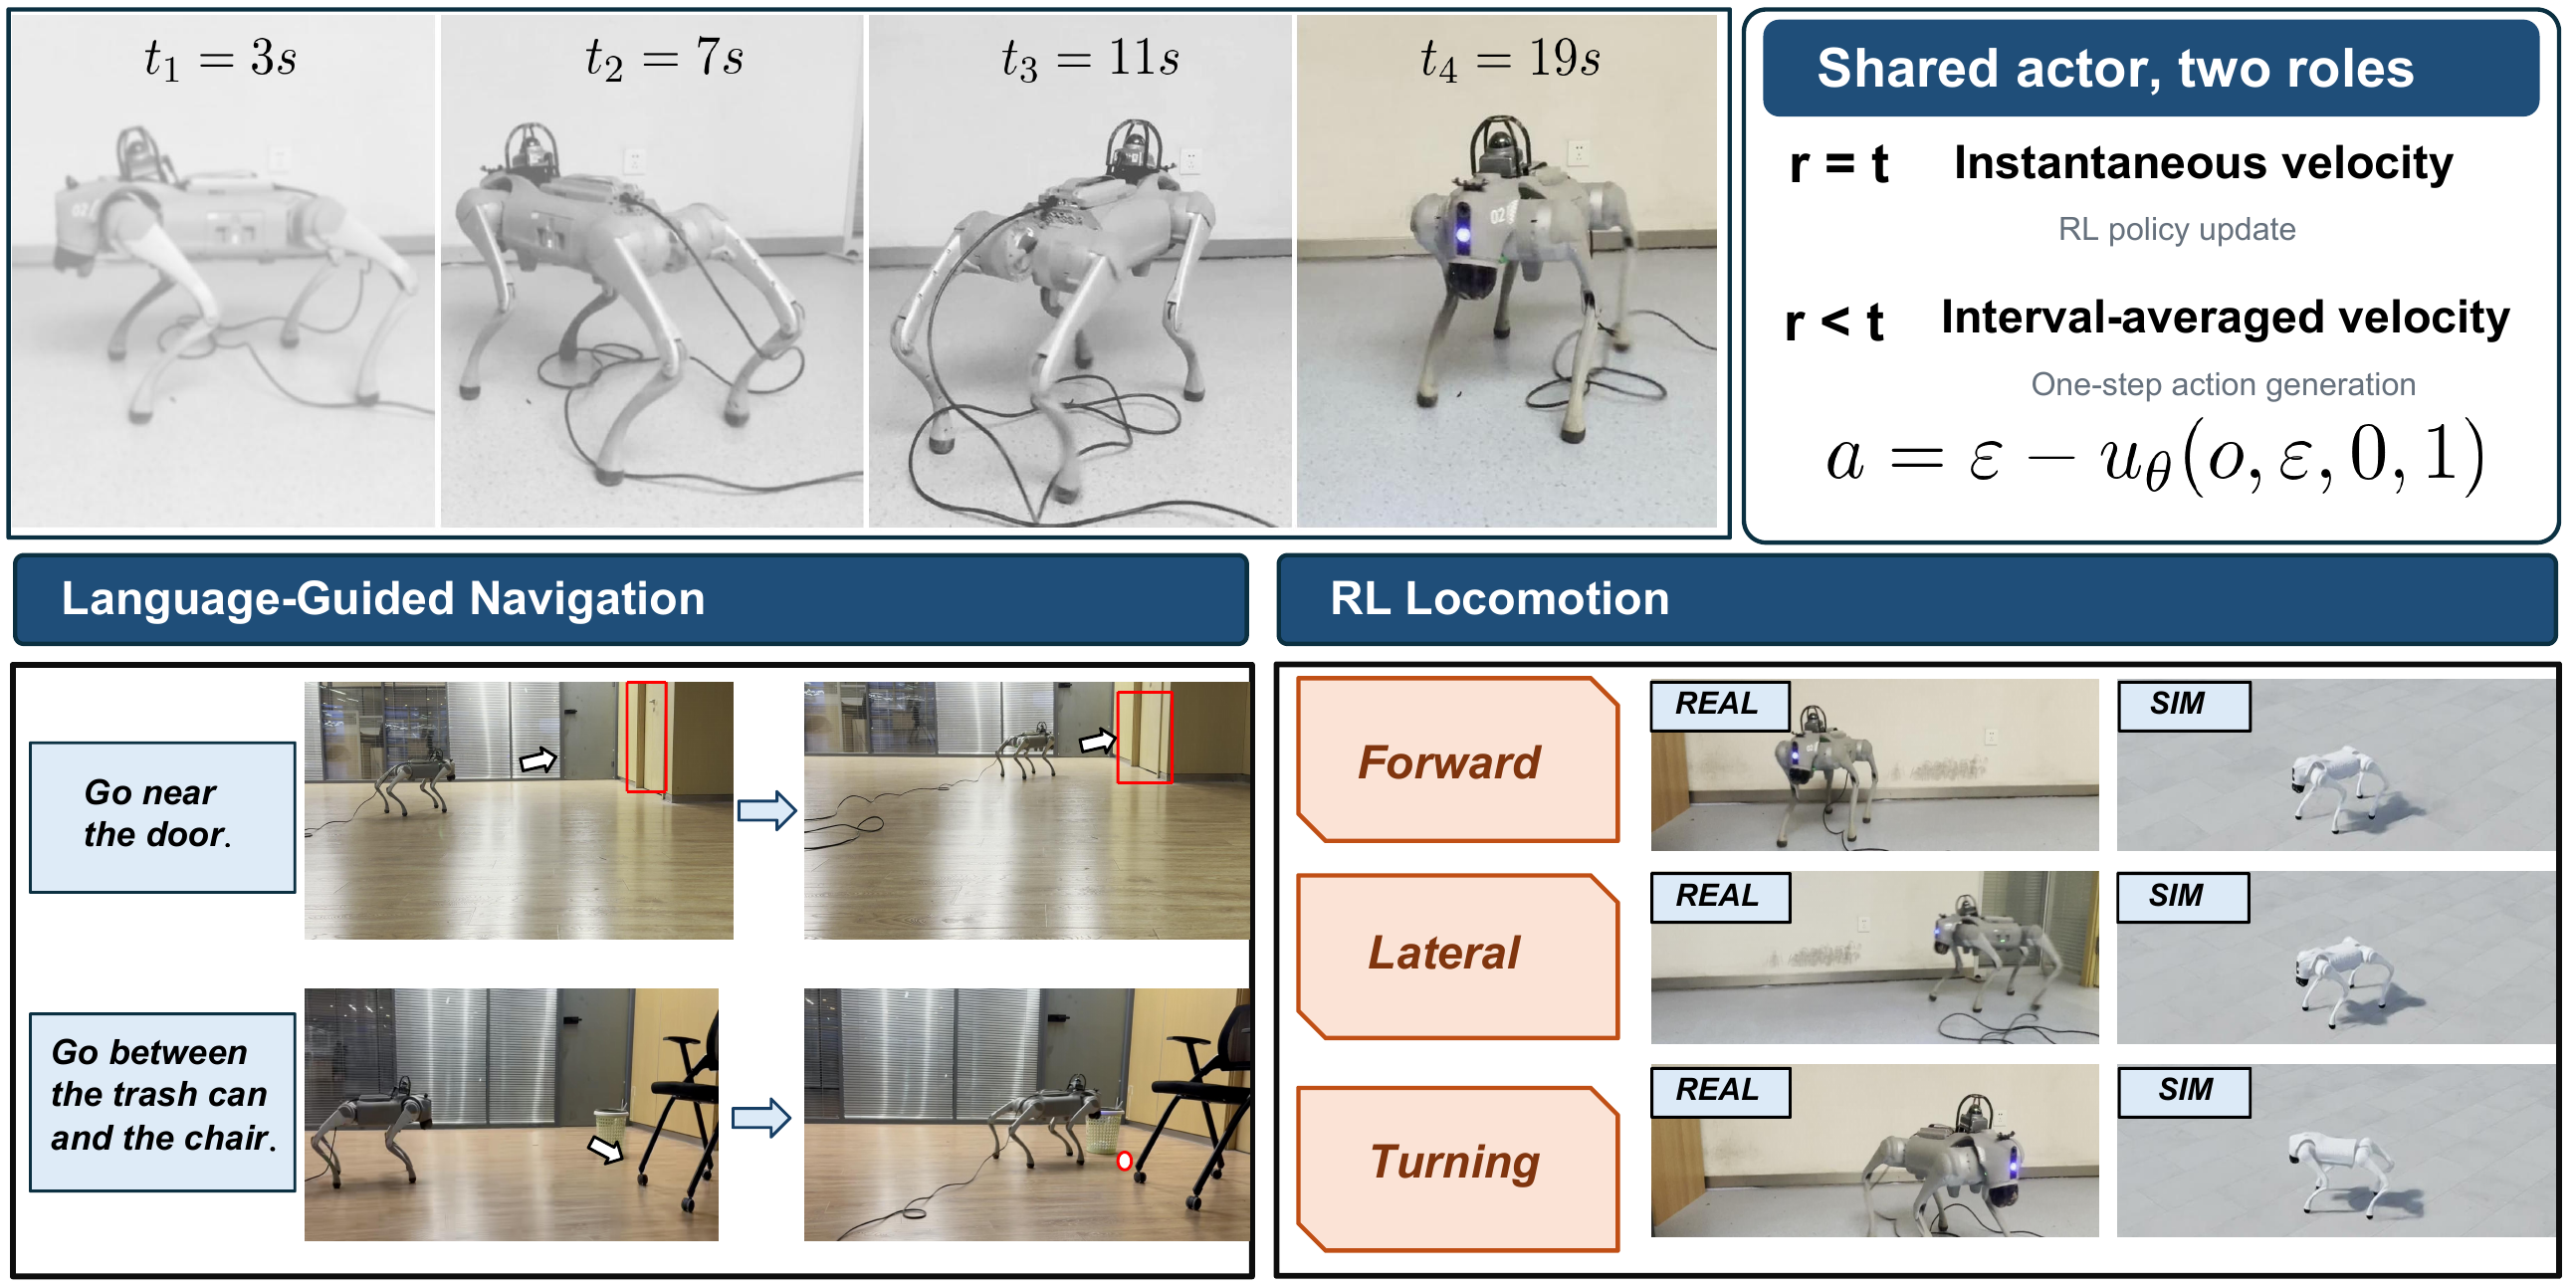 t₁ = 3s
t₂ = 7s
t₃ = 11s
t₄ = 19s
02
02
Shared actor, two roles
r = t Instantaneous velocity
RL policy update
r < t Interval-averaged velocity
One-step action generation
a = ε − u_θ(o, ε, 0, 1)
Language-Guided Navigation
Go near
the door.
Go between
the trash can
and the chair.
RL Locomotion
Forward
REAL
SIM
Lateral
REAL
SIM
Turning
REAL
SIM